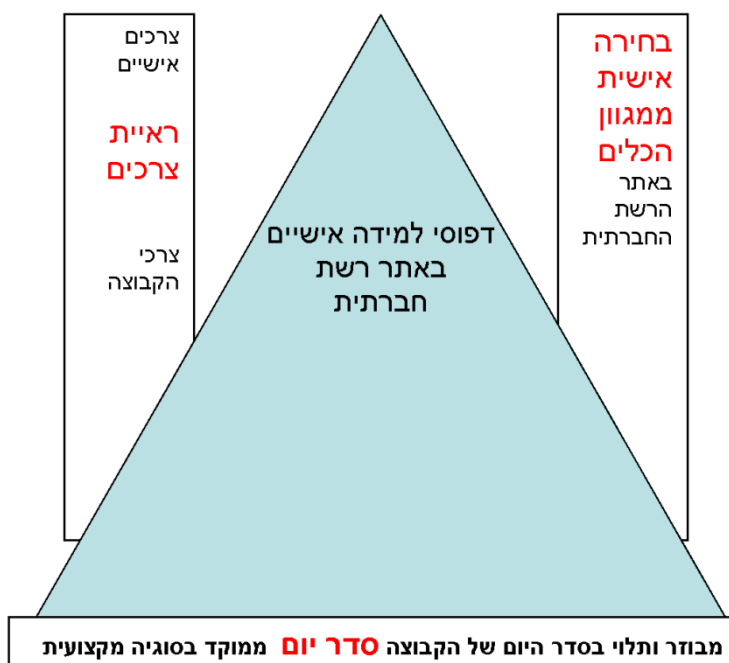 בחירה
אישית
ממגוון
הכלים
באתר
הרשת
החברתית
דפוסי למידה אישיים
באתר רשת
חברתית
צרכים
אישיים
ראיית
צרכים
צרכי
הקבוצה
מבוזר ותלוי בסדר היום של הקבוצה סדר יום ממוקד בסוגיה מקצועית